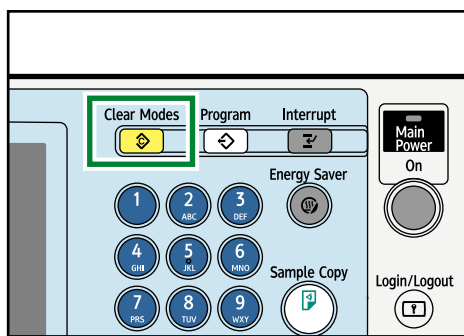 Clear Modes Program Interrupt
Main
Power
On
Energy Saver
1
2
ABC
3
DEF
4
GHI
5
JKL
6
MNO
Sample Copy
Login/Logout
7
PRS
8
TUV
9
WXY